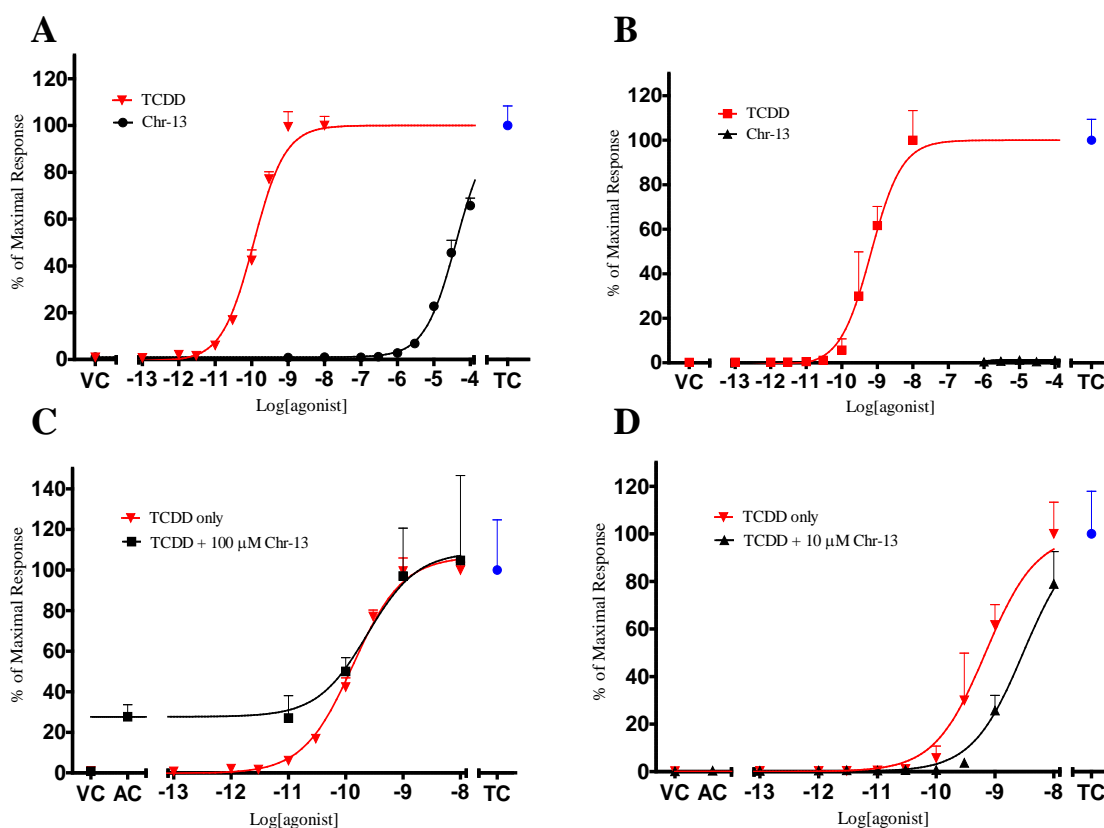 A
120
100
80
60
40
20
0
% of Maximal Response
TCDD
Chr-13
VC
-13 -12 -11 -10 -9 -8 -7 -6 -5 -4
TC
Log[agonist]
B
120
100
80
60
40
20
0
% of Maximal Response
TCDD
Chr-13
VC
-13 -12 -11 -10 -9 -8 -7 -6 -5 -4
TC
Log[agonist]
C
140
120
100
80
60
40
20
0
% of Maximal Response
TCDD only
TCDD + 100 µM Chr-13
VC AC
-13 -12 -11 -10 -9 -8
TC
Log[agonist]
D
120
100
80
60
40
20
0
% of Maximal Response
TCDD only
TCDD + 10 µM Chr-13
VC AC
-13 -12 -11 -10 -9 -8
TC
Log[agonist]